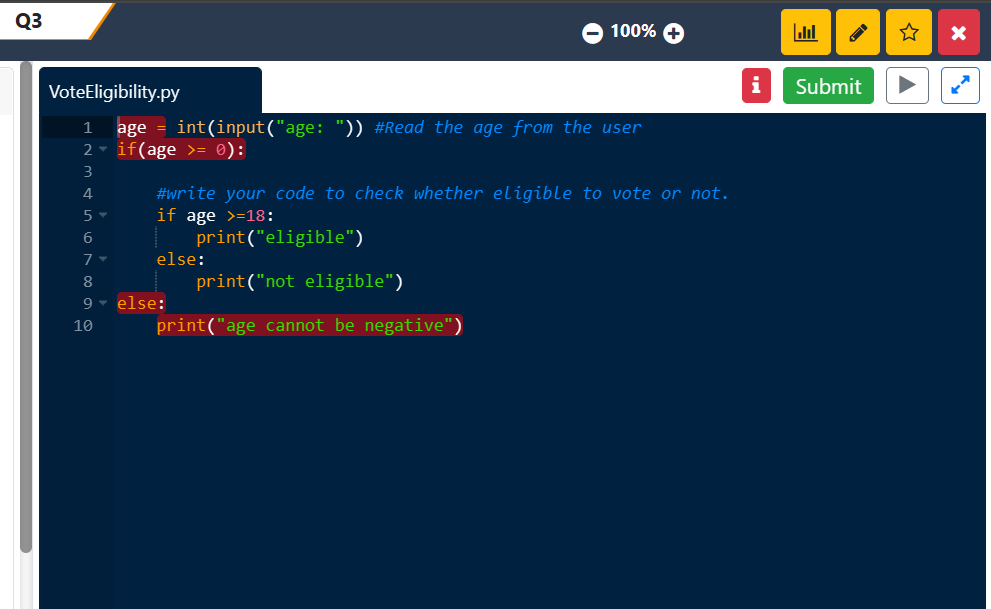 Q3
100%
VoteEligibility.py
Submit
1 age = int(input("age: ")) #Read the age from the user
2 if(age >= 0):
3
4     #write your code to check whether eligible to vote or not.
5     if age >=18:
6         print("eligible")
7     else:
8         print("not eligible")
9 else:
10     print("age cannot be negative")